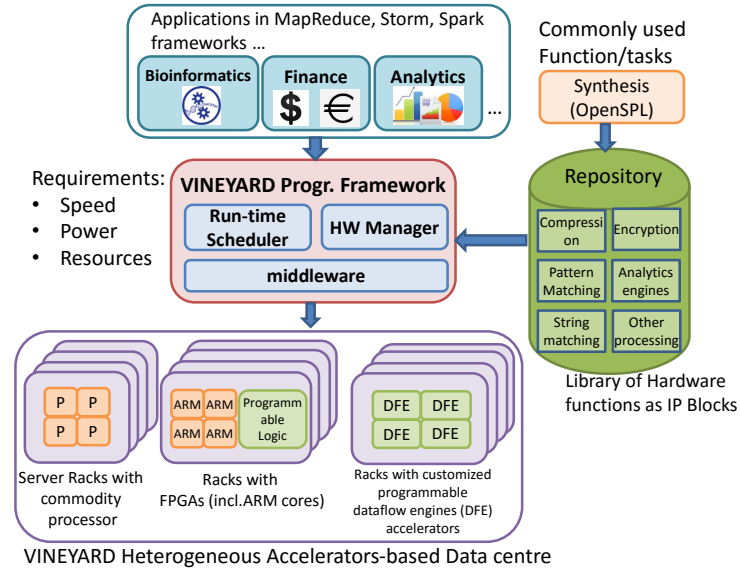 Applications in MapReduce, Storm, Spark
frameworks ...
Bioinformatics
Finance
Analytics
$ €
...
Commonly used
Function/tasks
Synthesis
(OpenSPL)
Requirements:
• Speed
• Power
• Resources
VINEYARD Progr. Framework
Run-time
Scheduler
HW Manager
middleware
Repository
Compressi
on
Encryption
Pattern
Matching
Analytics
engines
String
matching
Other
processing
Library of Hardware
functions as IP Blocks
P P
P P
Server Racks with
commodity
processor
ARM ARM
ARM ARM
Programm
able
Logic
Racks with
FPGAs (incl.ARM cores)
DFE DFE
DFE DFE
Racks with customized
programmable
dataflow engines (DFE)
accelerators
VINEYARD Heterogeneous Accelerators-based Data centre